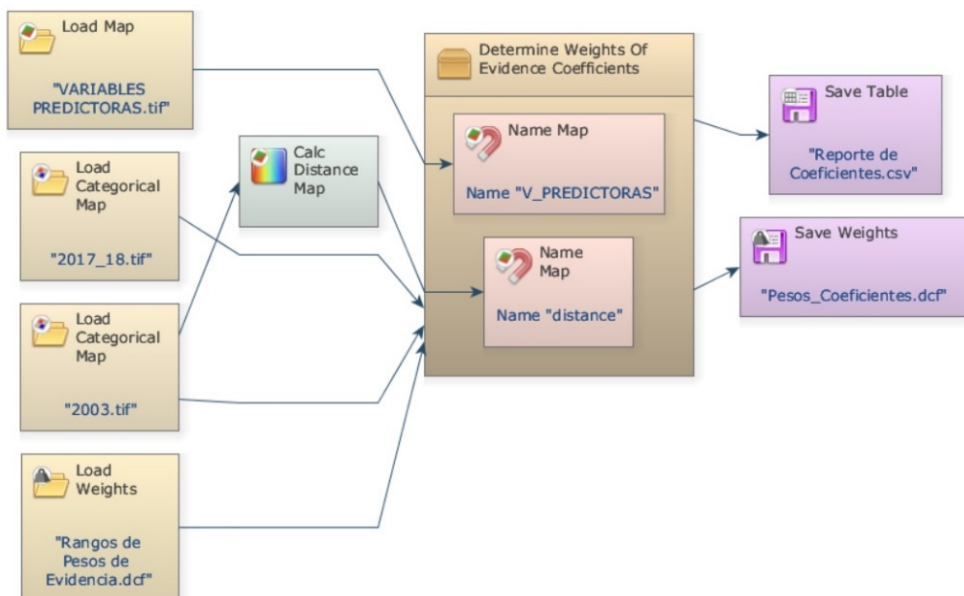 Load Map
"VARIABLES
PREDICTORAS.tif"
Load
Categorical
Map
"2017_18.tif"
Load
Categorical
Map
"2003.tif"
Load
Weights
"Rangos de
Pesos de
Evidencia.dcf"
Calc
Distance
Map
Determine Weights Of
Evidence Coefficients
Name Map
Name "V_PREDICTORAS"
Name
Map
Name "distance"
Save Table
"Reporte de
Coeficientes.csv"
Save Weights
"Pesos_Coeficientes.dcf"